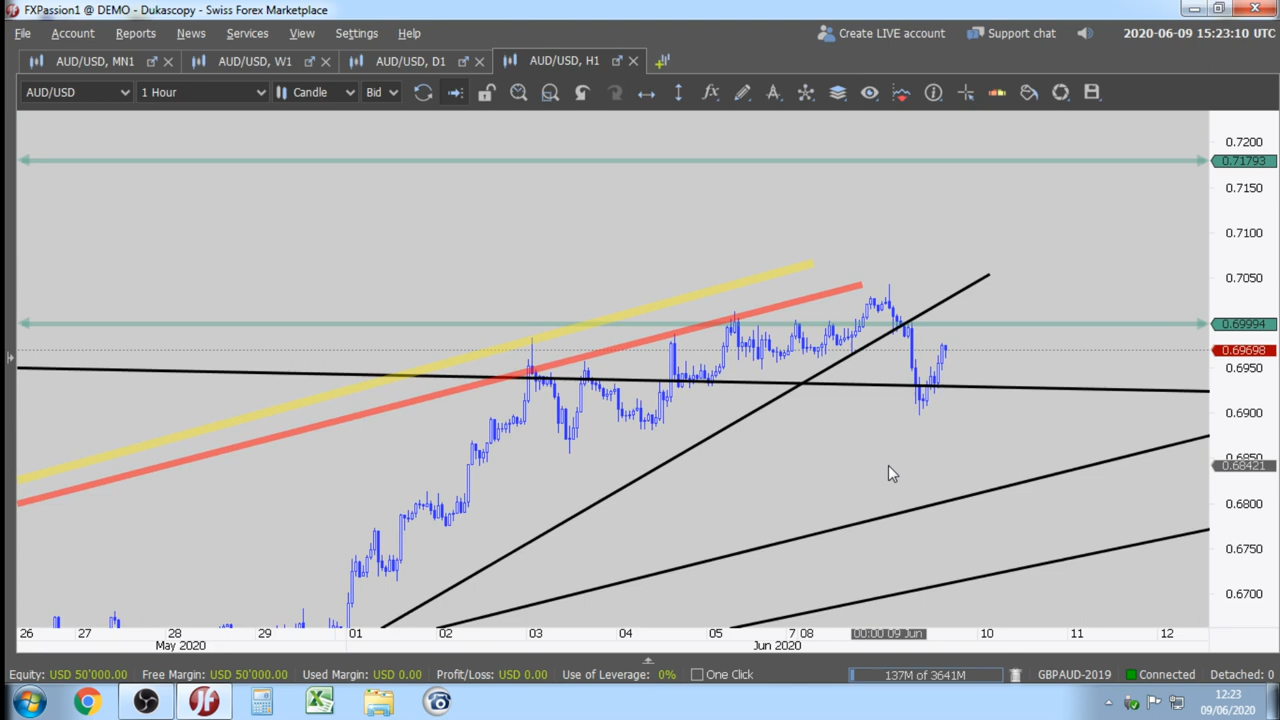 FXPassion1 @ DEMO - Dukascopy - Swiss Forex Marketplace
File Account Reports News Services View Settings Help Create LIVE account Support chat 2020-06-09 15:23:10 UTC
AUD/USD, MN1 AUD/USD, W1 AUD/USD, D1 AUD/USD, H1
AUD/USD 1 Hour Candle Bid
0.7200
0.71793
0.7150
0.7100
0.7050
0.69994
0.69698
0.6950
0.6900
0.6850
0.68421
0.6800
0.6750
0.6700
26 27 28 29 01 02 03 04 05 7 08 00:00 09 Jun 10 11 12
May 2020 Jun 2020
Equity: USD 50'000.00 Free Margin: USD 50'000.00 Used Margin: USD 0.00 Profit/Loss: USD 0.00 Use of Leverage: 0% One Click 137M of 3641M GBPAUD-2019 Connected Detached: 0
12:23
09/06/2020